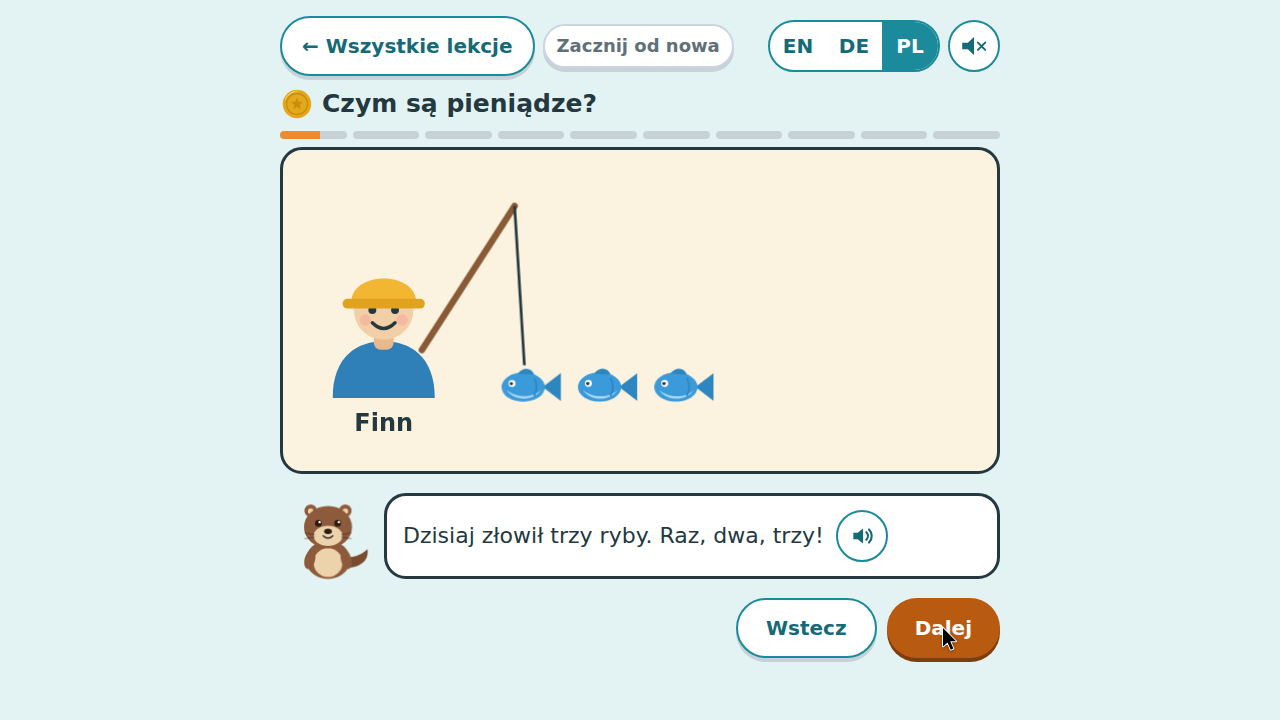 ← Wszystkie lekcje
Zacznij od nowa
EN DE PL
Czym są pieniądze?
Finn
Dzisiaj złowił trzy ryby. Raz, dwa, trzy!
Wstecz
Dalej